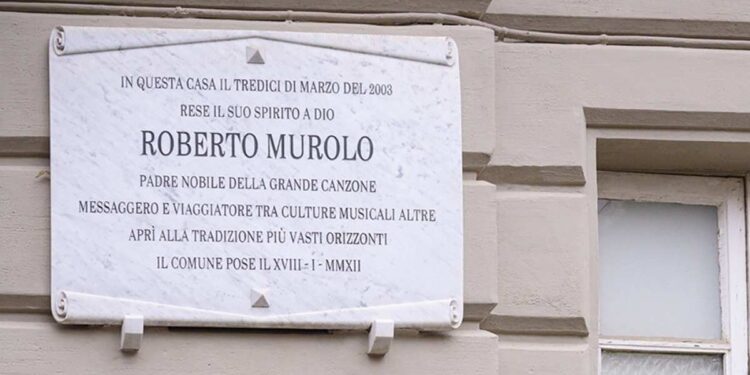 IN QUESTA CASA IL TREDICI DI MARZO DEL 2003
RESE IL SUO SPIRITO A DIO
ROBERTO MUROLO
PADRE NOBILE DELLA GRANDE CANZONE
MESSAGGERO E VIAGGIATORE TRA CULTURE MUSICALI ALTRE
APRÌ ALLA TRADIZIONE PIÙ VASTI ORIZZONTI
IL COMUNE POSE IL XVIII - I - MMXII